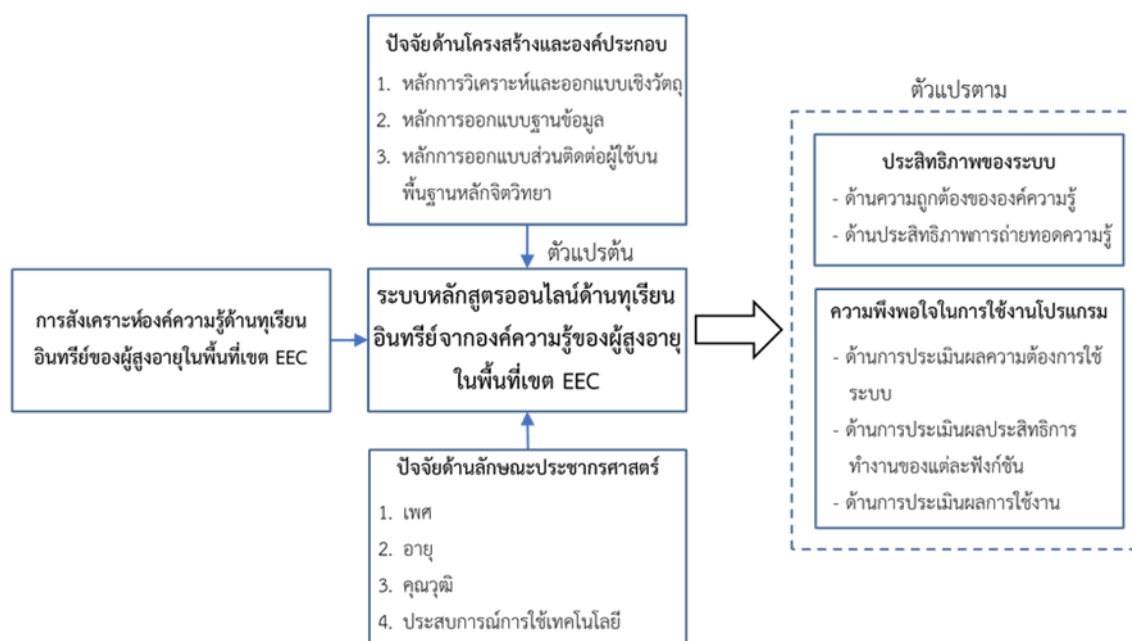 ปัจจัยด้านโครงสร้างและองค์ประกอบ
1. หลักการวิเคราะห์และออกแบบเชิงวัตถุ
2. หลักการออกแบบฐานข้อมูล
3. หลักการออกแบบส่วนติดต่อผู้ใช้บน
พื้นฐานหลักจิตวิทยา
ตัวแปรต้น
การสังเคราะห์องค์ความรู้ด้านทุเรียน
อินทรีย์ของผู้สูงอายุในพื้นที่เขต EEC
ระบบหลักสูตรออนไลน์ด้านทุเรียน
อินทรีย์จากองค์ความรู้ของผู้สูงอายุ
ในพื้นที่เขต EEC
ปัจจัยด้านลักษณะประชากรศาสตร์
1. เพศ
2. อายุ
3. คุณวุฒิ
4. ประสบการณ์การใช้เทคโนโลยี
ตัวแปรตาม
ประสิทธิภาพของระบบ
- ด้านความถูกต้องขององค์ความรู้
- ด้านประสิทธิภาพการถ่ายทอดความรู้
ความพึงพอใจในการใช้งานโปรแกรม
- ด้านการประเมินผลความต้องการใช้
ระบบ
- ด้านการประเมินผลประสิทธิการ
ทำงานของแต่ละฟังก์ชัน
- ด้านการประเมินผลการใช้งาน